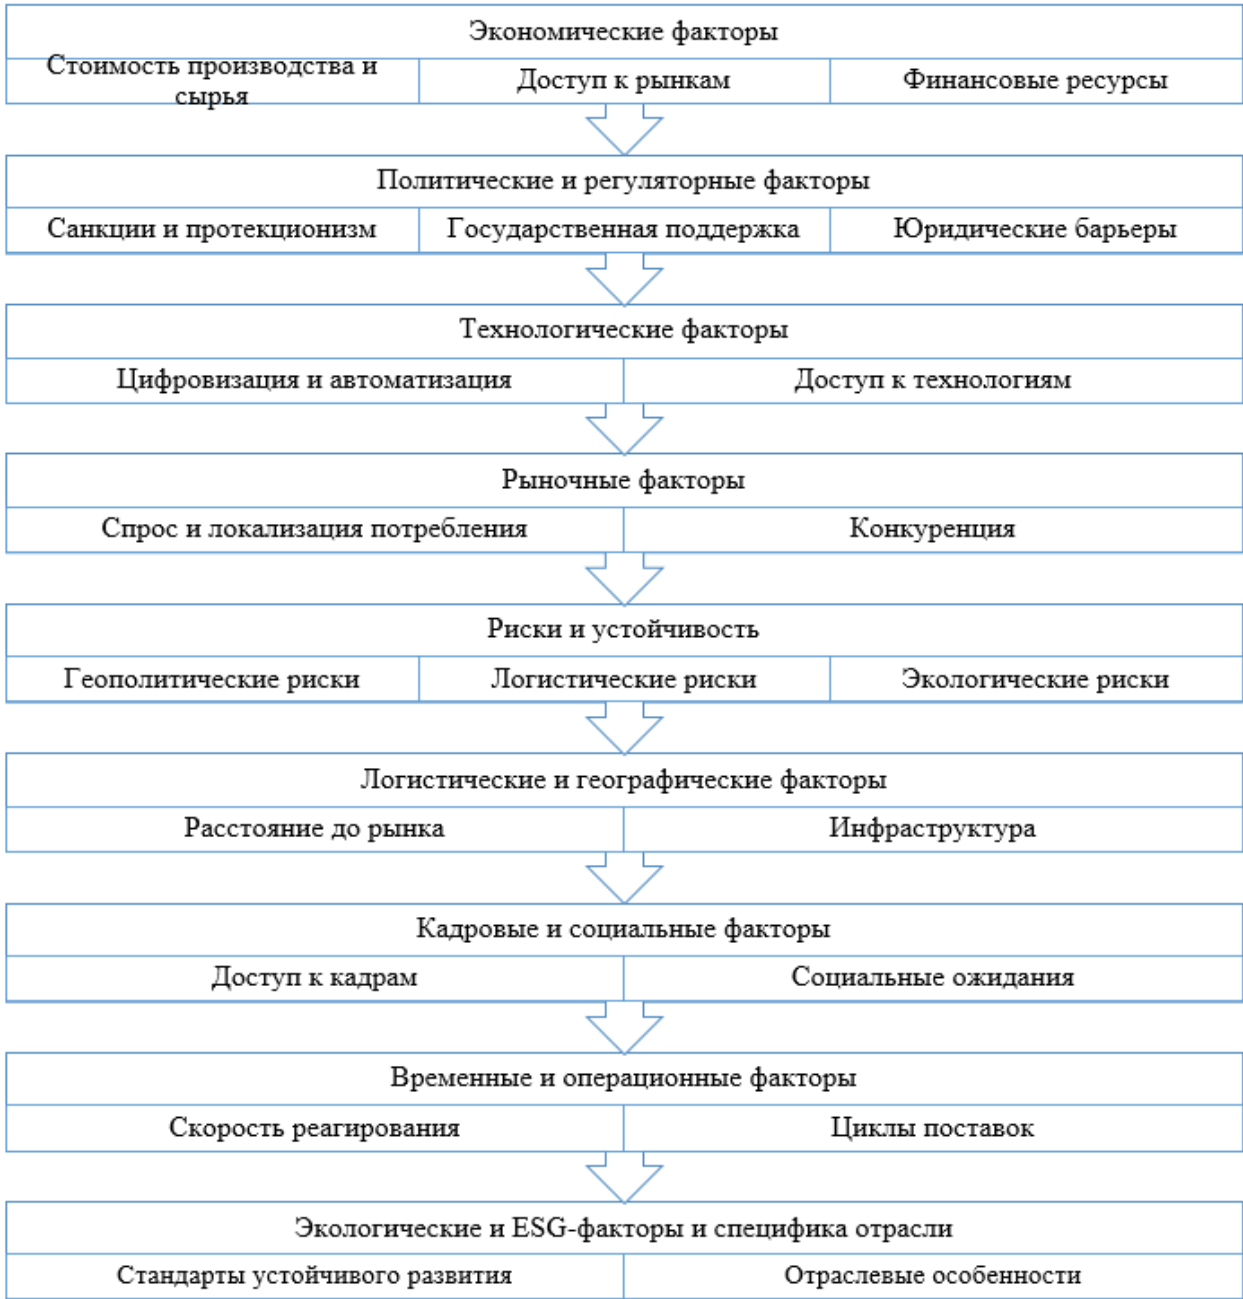 Экономические факторы
Стоимость производства и
сырья
Доступ к рынкам
Финансовые ресурсы
Политические и регуляторные факторы
Санкции и протекционизм
Государственная поддержка
Юридические барьеры
Технологические факторы
Цифровизация и автоматизация
Доступ к технологиям
Рыночные факторы
Спрос и локализация потребления
Конкуренция
Риски и устойчивость
Геополитические риски
Логистические риски
Экологические риски
Логистические и географические факторы
Расстояние до рынка
Инфраструктура
Кадровые и социальные факторы
Доступ к кадрам
Социальные ожидания
Временные и операционные факторы
Скорость реагирования
Циклы поставок
Экологические и ESG-факторы и специфика отрасли
Стандарты устойчивого развития
Отраслевые особенности